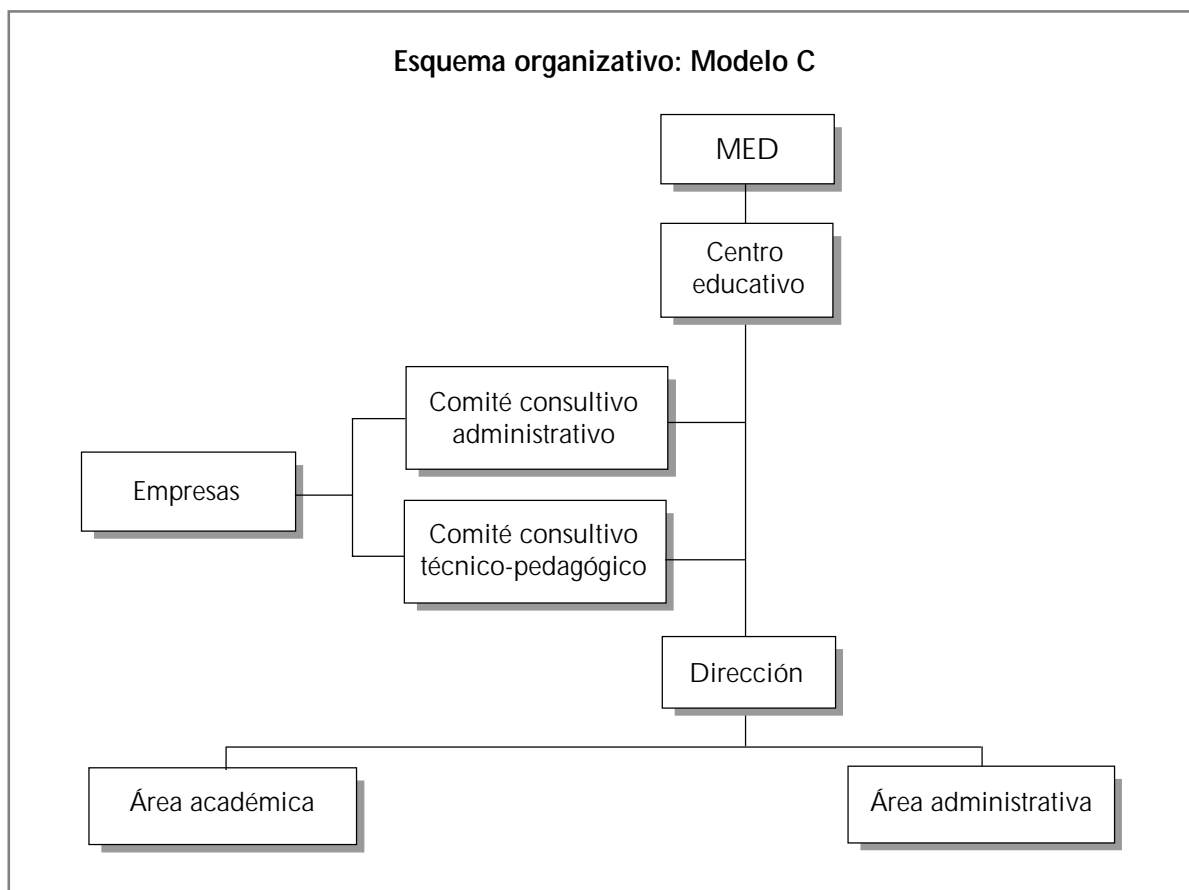 Esquema organizativo: Modelo C
MED
Centro
educativo
Comité consultivo
administrativo
Empresas
Comité consultivo
técnico-pedagógico
Dirección
Área académica
Área administrativa